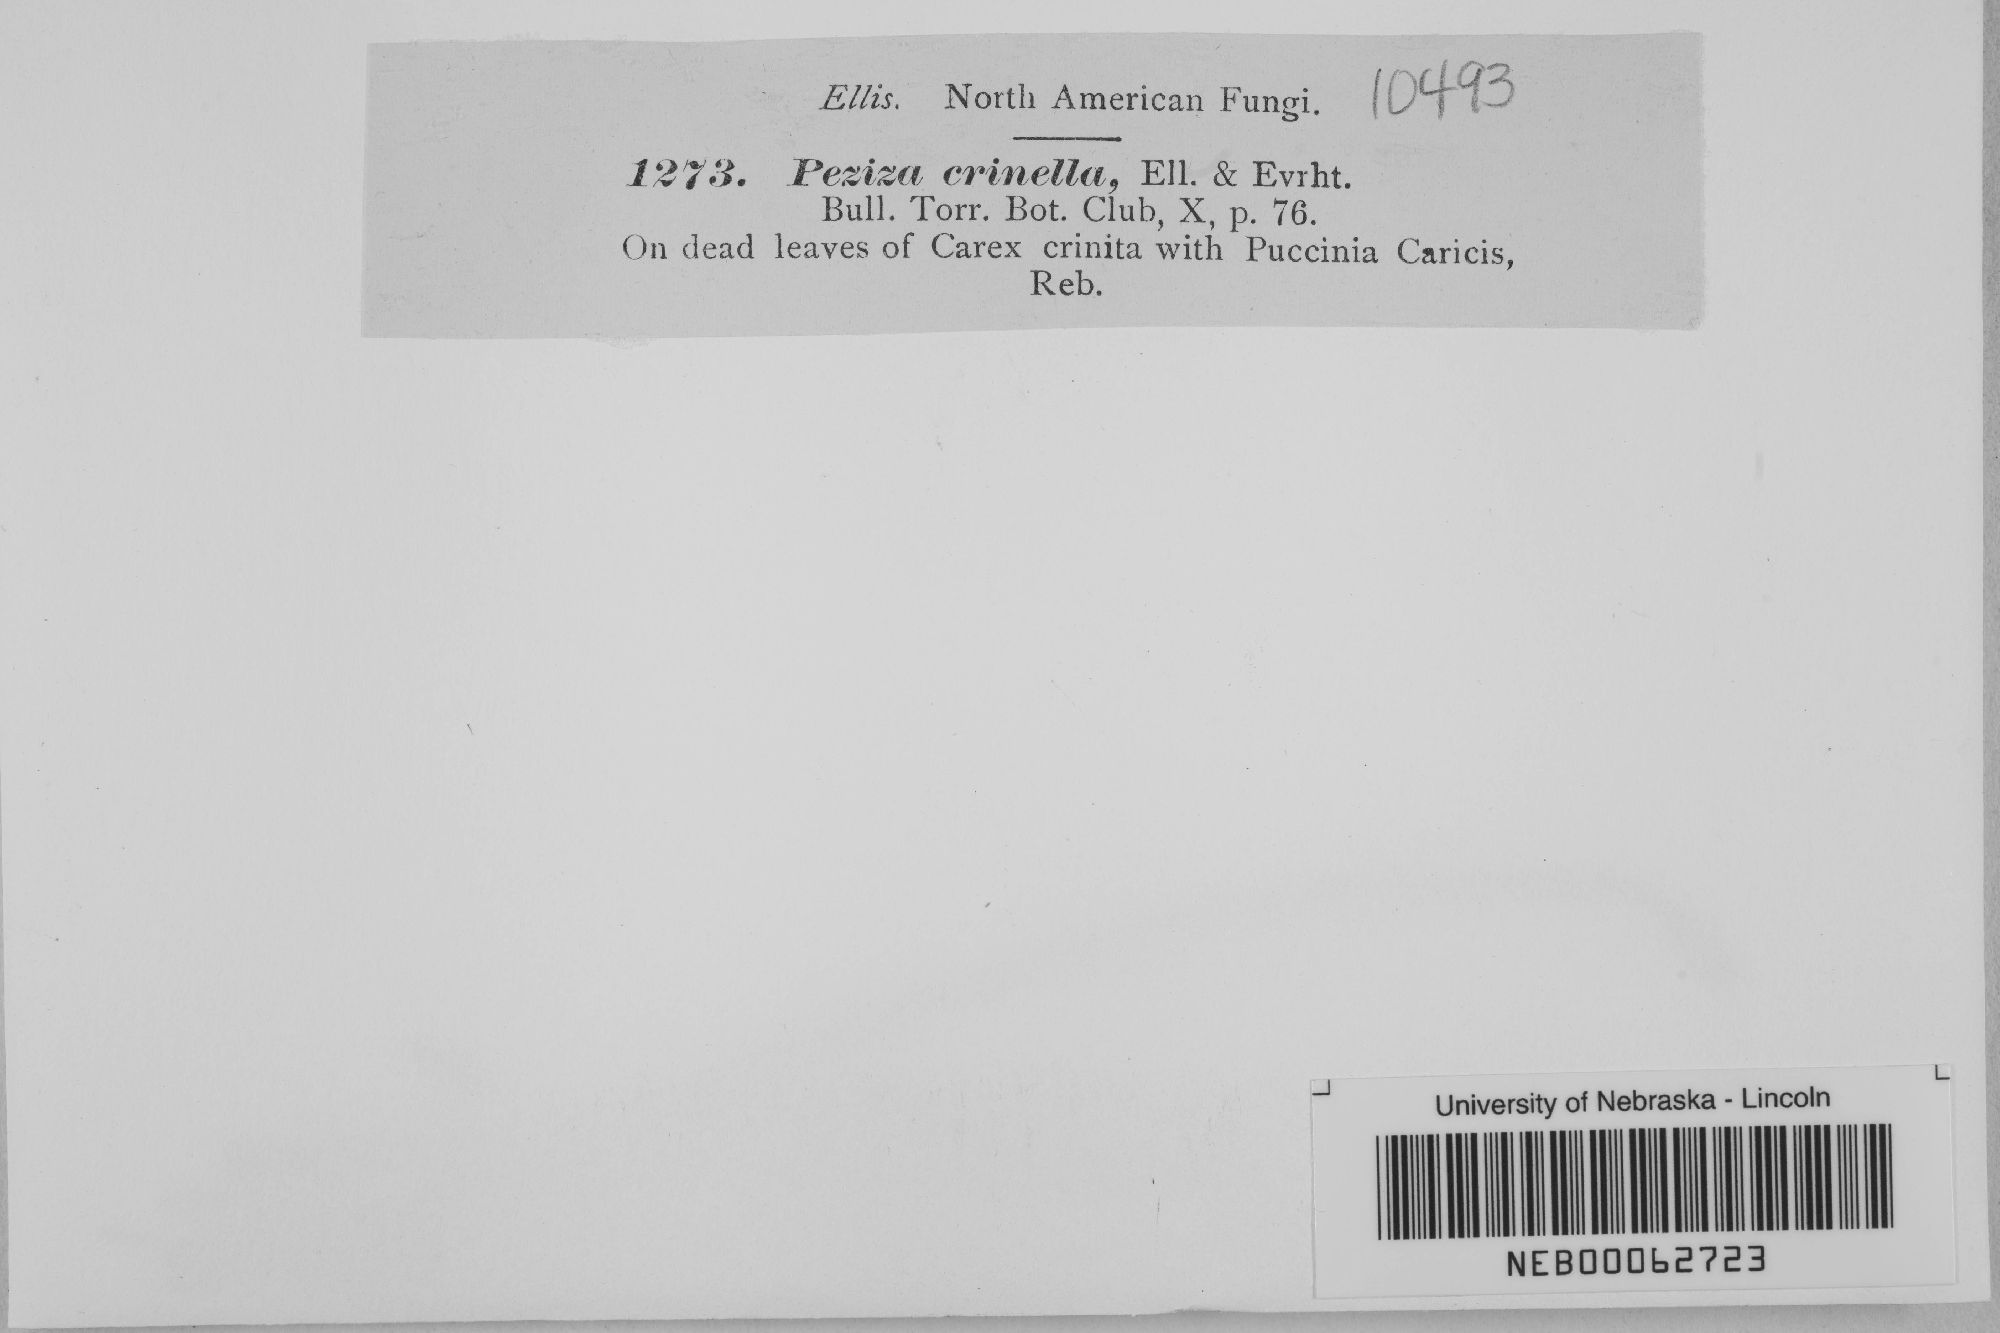 Ellis. North American Fungi. 10493
1273. Peziza crinella, Ell. & Evrht.
Bull. Torr. Bot. Club, X, p. 76.
On dead leaves of Carex crinita with Puccinia Caricis,
Reb.
University of Nebraska - Lincoln
NEB00062723